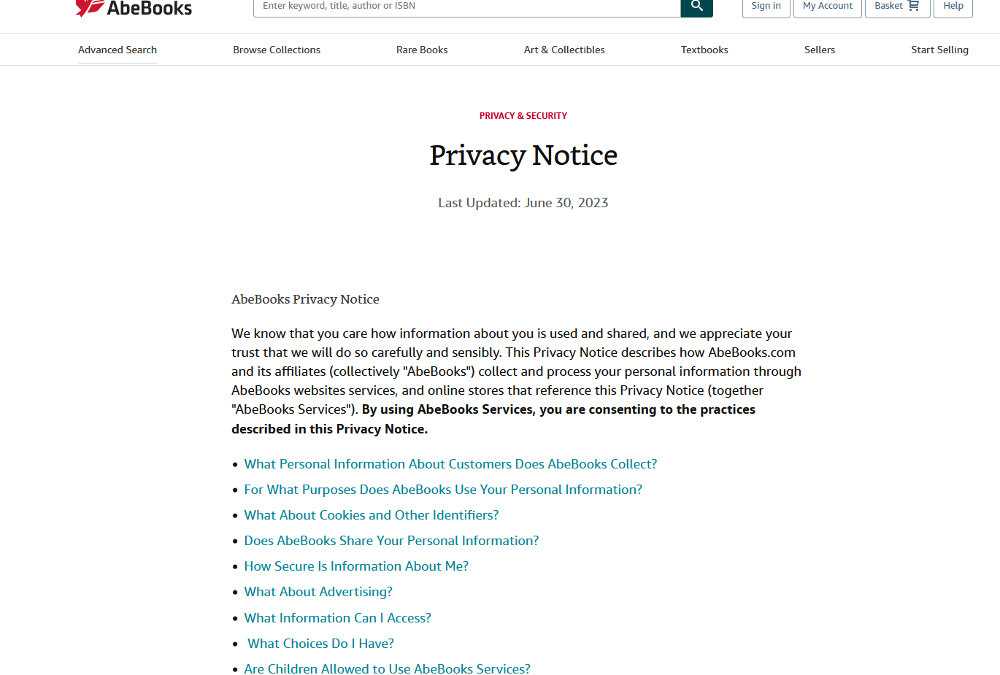 AbeBooks
Enter keyword, title, author or ISBN
Sign in
My Account
Basket
Help
Advanced Search
Browse Collections
Rare Books
Art & Collectibles
Textbooks
Sellers
Start Selling
PRIVACY & SECURITY
Privacy Notice
Last Updated: June 30, 2023
AbeBooks Privacy Notice
We know that you care how information about you is used and shared, and we appreciate your
trust that we will do so carefully and sensibly. This Privacy Notice describes how AbeBooks.com
and its affiliates (collectively "AbeBooks") collect and process your personal information through
AbeBooks websites services, and online stores that reference this Privacy Notice (together
"AbeBooks Services"). By using AbeBooks Services, you are consenting to the practices
described in this Privacy Notice.
• What Personal Information About Customers Does AbeBooks Collect?
• For What Purposes Does AbeBooks Use Your Personal Information?
• What About Cookies and Other Identifiers?
• Does AbeBooks Share Your Personal Information?
• How Secure Is Information About Me?
• What About Advertising?
• What Information Can I Access?
• What Choices Do I Have?
• Are Children Allowed to Use AbeBooks Services?